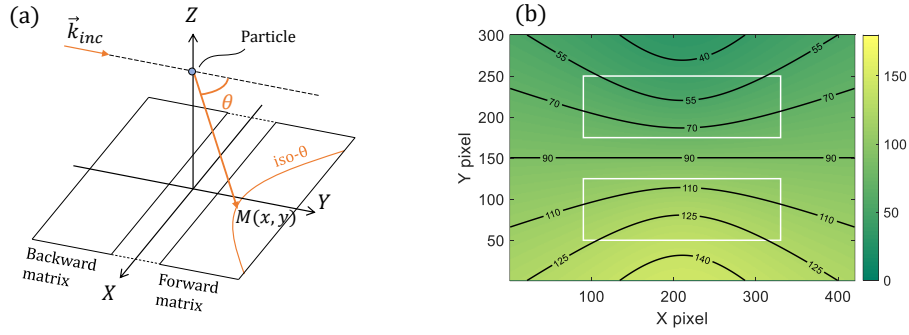 (a)
k⃗inc
Z
Particle
θ
iso-θ
Y
M(x, y)
Backward
matrix
X
Forward
matrix
(b)
300
250
200
150
100
50
Y pixel
100
200
300
400
X pixel
40
55
55
55
70
70
70
90
90
90
110
110
110
125
125
125
140
150
100
50
0